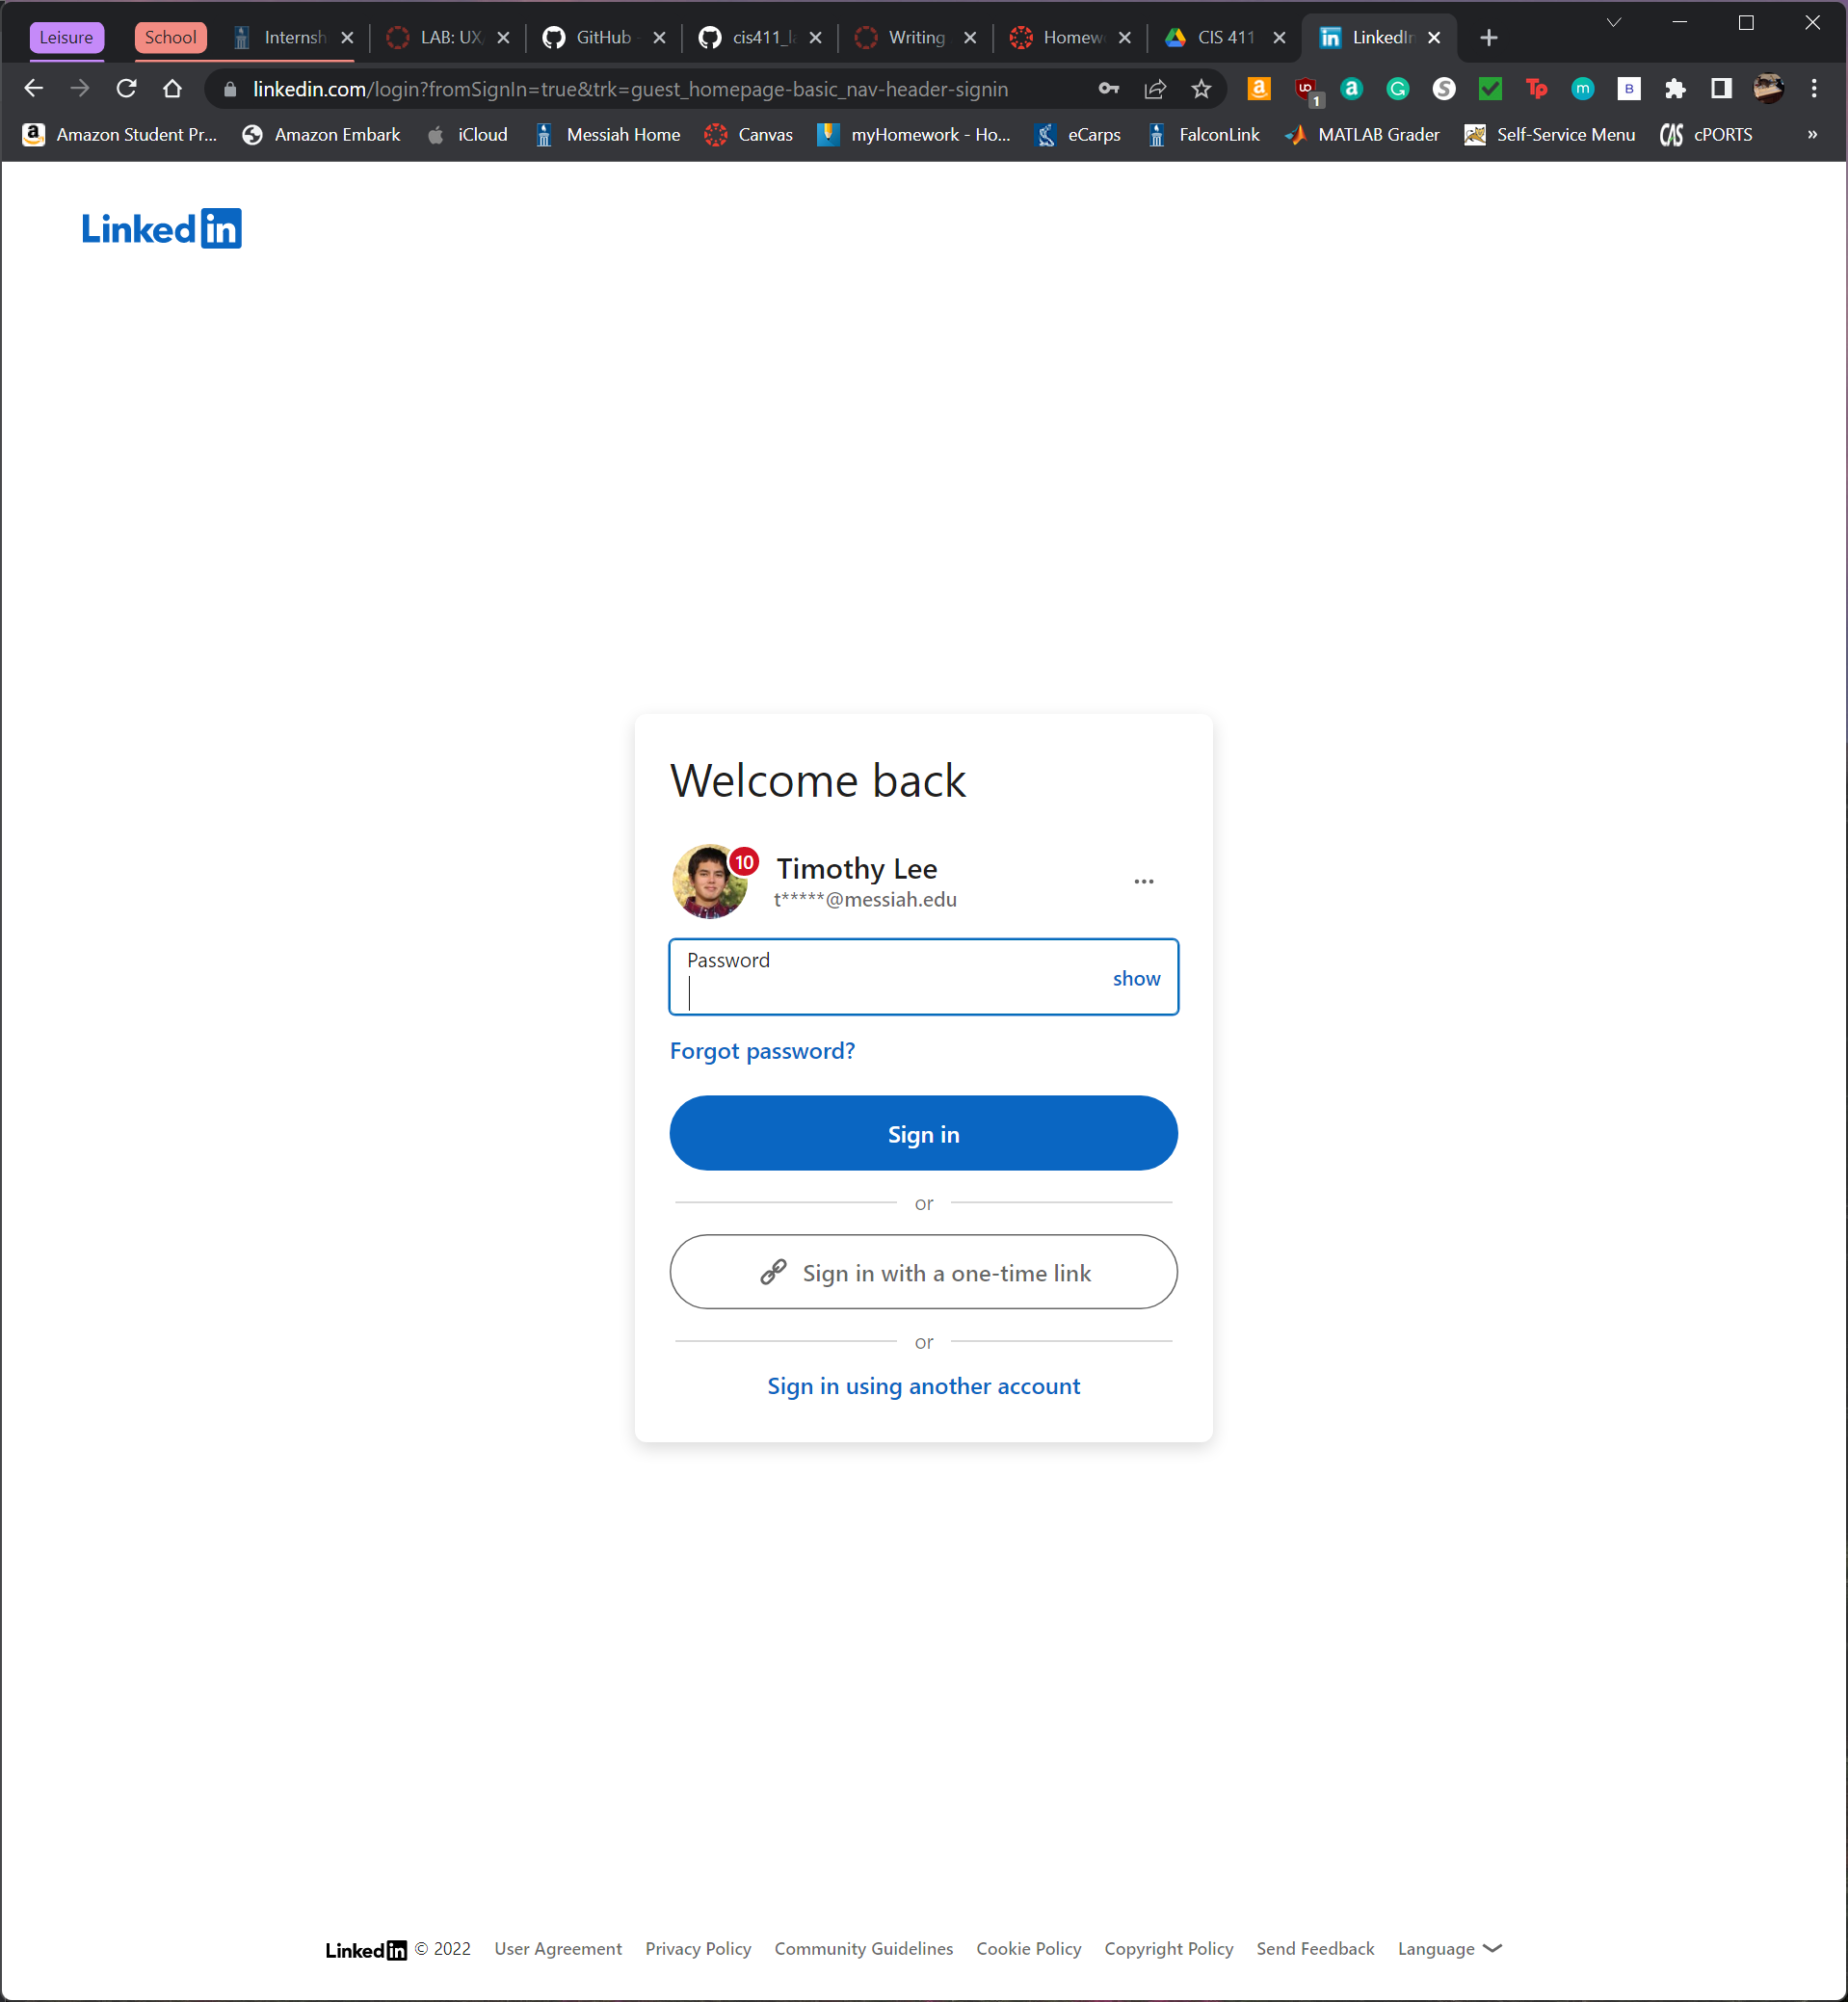 Leisure School Internsh LAB: UX/ GitHub cis411_la Writing Homew CIS 411 LinkedIn
linkedin.com/login?fromSignIn=true&trk=guest_homepage-basic_nav-header-signin
Amazon Student Pr... Amazon Embark iCloud Messiah Home Canvas myHomework - Ho... eCarps FalconLink MATLAB Grader Self-Service Menu cPORTS »
LinkedIn
Welcome back
10
Timothy Lee
t*****@messiah.edu
Password
show
Forgot password?
Sign in
or
Sign in with a one-time link
or
Sign in using another account
LinkedIn © 2022 User Agreement Privacy Policy Community Guidelines Cookie Policy Copyright Policy Send Feedback Language